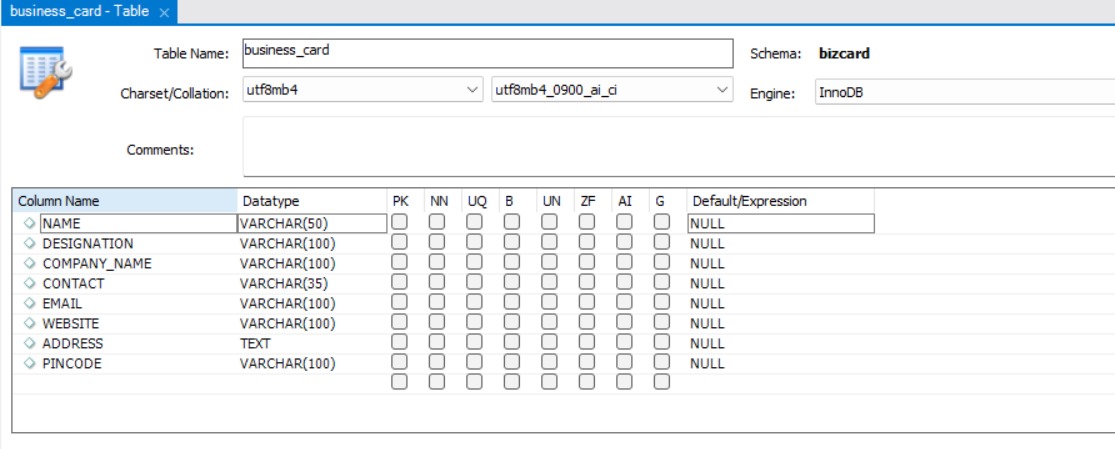 business_card - Table ×
Table Name: business_card Schema: bizcard
Charset/Collation: utf8mb4 utf8mb4_0900_ai_ci Engine: InnoDB
Comments:
Column Name Datatype PK NN UQ B UN ZF AI G Default/Expression
NAME VARCHAR(50) NULL
DESIGNATION VARCHAR(100) NULL
COMPANY_NAME VARCHAR(100) NULL
CONTACT VARCHAR(35) NULL
EMAIL VARCHAR(100) NULL
WEBSITE VARCHAR(100) NULL
ADDRESS TEXT NULL
PINCODE VARCHAR(100) NULL